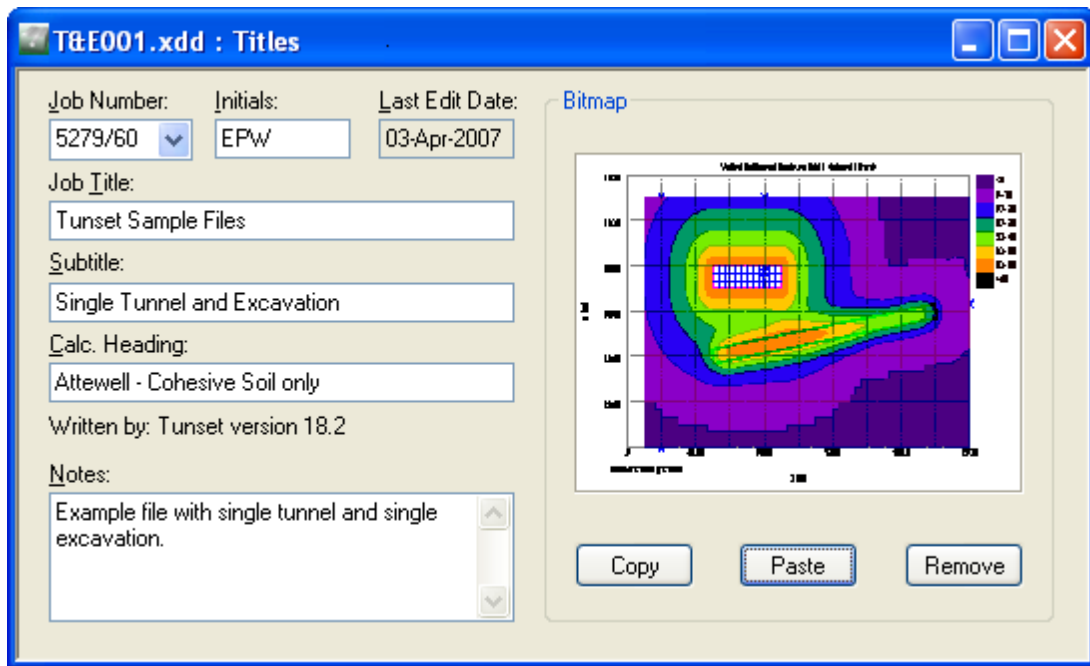 T&E001.xdd : Titles
Job Number: Initials: Last Edit Date:
5279/60 EPW 03-Apr-2007
Job Title:
Tunset Sample Files
Subtitle:
Single Tunnel and Excavation
Calc. Heading:
Attewell - Cohesive Soil only
Written by: Tunset version 18.2
Notes:
Example file with single tunnel and single
excavation.
Bitmap
Copy Paste Remove